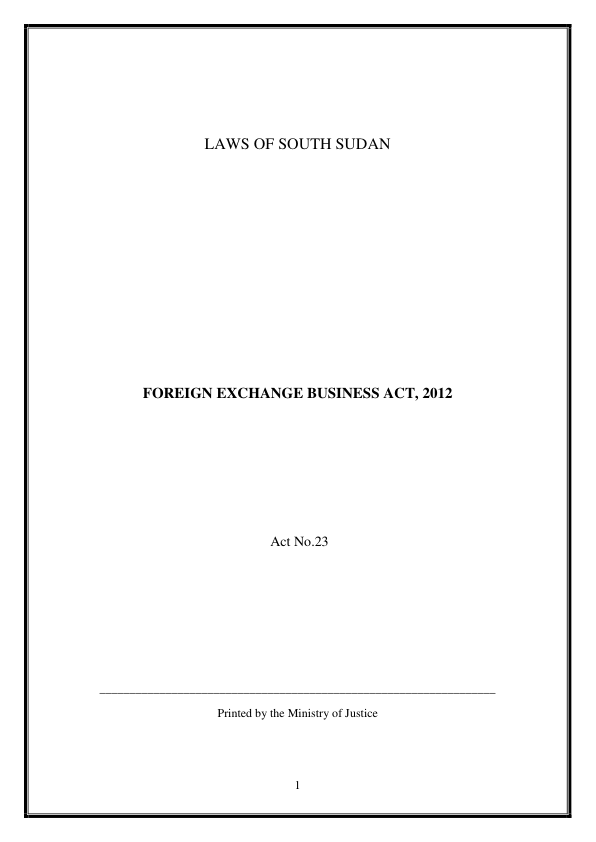 LAWS OF SOUTH SUDAN
FOREIGN EXCHANGE BUSINESS ACT, 2012
Act No.23
Printed by the Ministry of Justice
1